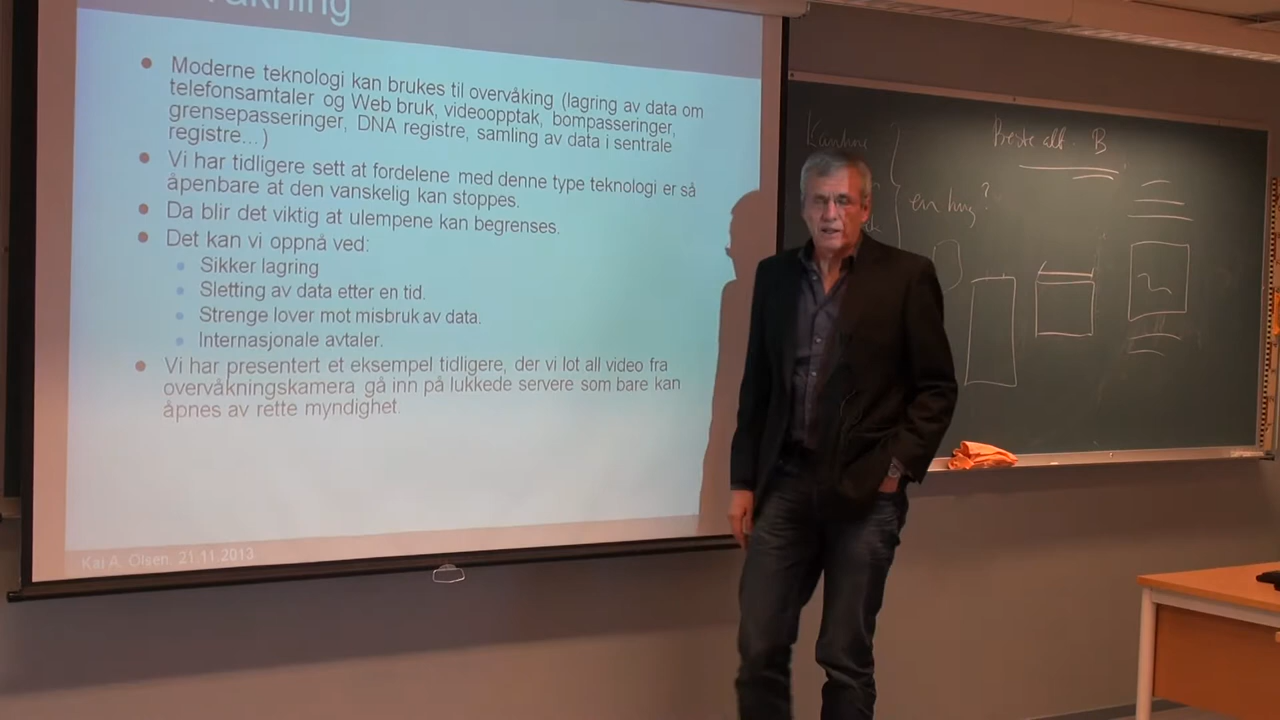 Moderne teknologi kan brukes til overvåking (lagring av data om
telefonsamtaler og Web bruk, videoopptak, bompasseringer,
grensepasseringer, DNA registre, samling av data i sentrale
registre...)
Vi har tidligere sett at fordelene med denne type teknologi er så
åpenbare at den vanskelig kan stoppes.
Da blir det viktig at ulempene kan begrenses.
Det kan vi oppnå ved:
Sikker lagring
Sletting av data etter en tid.
Strenge lover mot misbruk av data.
Internasjonale avtaler.
Vi har presentert et eksempel tidligere, der vi lot all video fra
overvåkningskamera gå inn på lukkede servere som bare kan
åpnes av rette myndighet.
Kai A. Olsen, 21.11.2013
Beste alt. B
en
?